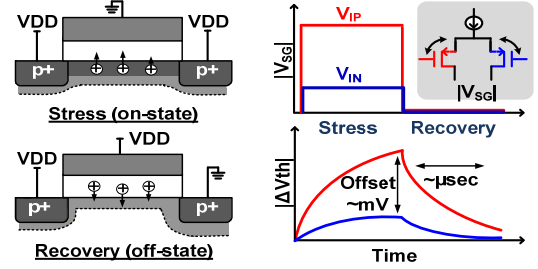 VDD
VDD
p+
p+
Stress (on-state)
VDD
VDD
p+
p+
Recovery (off-state)
|VSG|
VIP
VIN
Stress
Recovery
|VSG|
|ΔVth|
Offset
~mV
~μsec
Time